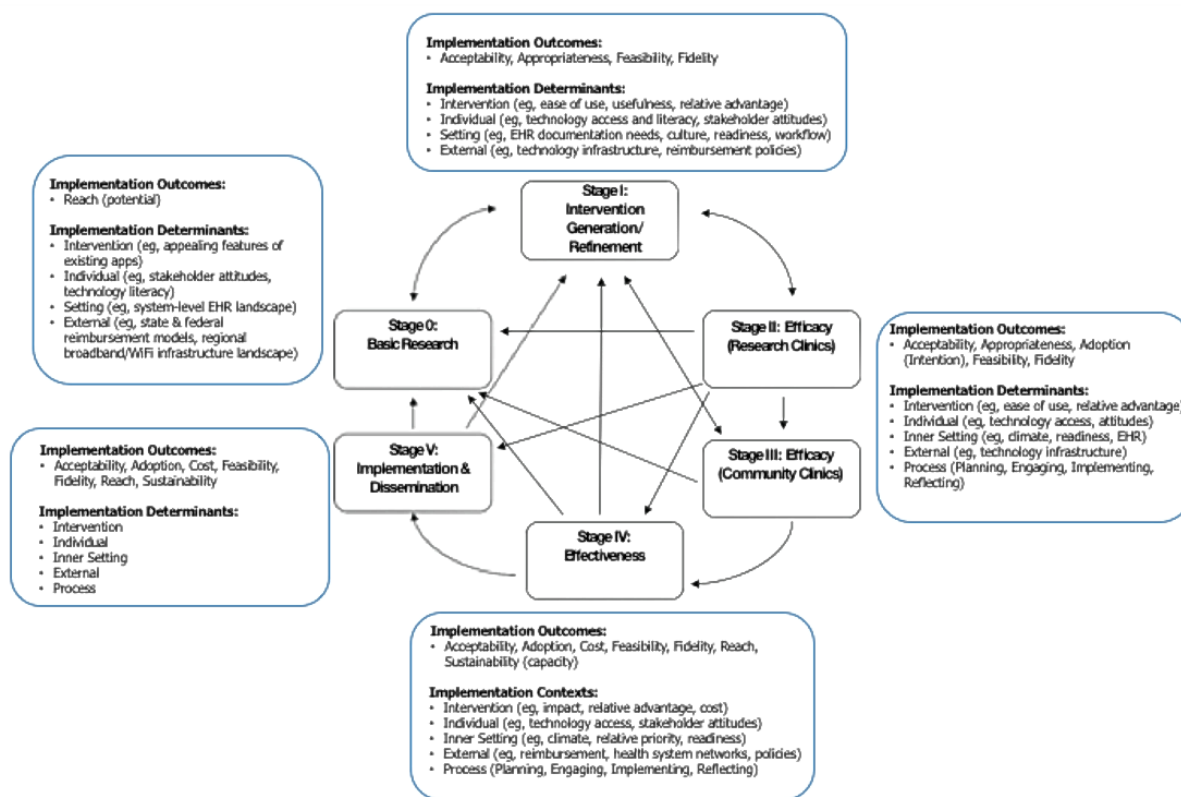 Implementation Outcomes:
• Acceptability, Appropriateness, Feasibility, Fidelity
Implementation Determinants:
• Intervention (eg, ease of use, usefulness, relative advantage)
• Individual (eg, technology access and literacy, stakeholder attitudes)
• Setting (eg, EHR documentation needs, culture, readiness, workflow)
• External (eg, technology infrastructure, reimbursement policies)
Implementation Outcomes:
• Reach (potential)
Implementation Determinants:
• Intervention (eg, appealing features of
existing apps)
• Individual (eg, stakeholder attitudes,
technology literacy)
• Setting (eg, system-level EHR landscape)
• External (eg, state & federal
reimbursement models, regional
broadband/WiFi infrastructure landscape)
Stage I:
Intervention
Generation/
Refinement
Stage 0:
Basic Research
Stage II: Efficacy
(Research Clinics)
Implementation Outcomes:
• Acceptability, Appropriateness, Adoption
(Intention), Feasibility, Fidelity
Implementation Determinants:
• Intervention (eg, ease of use, relative advantage)
• Individual (eg, technology access, attitudes)
• Inner Setting (eg, climate, readiness, EHR)
• External (eg, technology infrastructure)
• Process (Planning, Engaging, Implementing,
Reflecting)
Implementation Outcomes:
• Acceptability, Adoption, Cost, Feasibility,
Fidelity, Reach, Sustainability
Implementation Determinants:
• Intervention
• Individual
• Inner Setting
• External
• Process
Stage V:
Implementation &
Dissemination
Stage III: Efficacy
(Community Clinics)
Stage IV:
Effectiveness
Implementation Outcomes:
• Acceptability, Adoption, Cost, Feasibility, Fidelity, Reach,
Sustainability (capacity)
Implementation Contexts:
• Intervention (eg, impact, relative advantage, cost)
• Individual (eg, technology access, stakeholder attitudes)
• Inner Setting (eg, climate, relative priority, readiness)
• External (eg, reimbursement, health system networks, policies)
• Process (Planning, Engaging, Implementing, Reflecting)